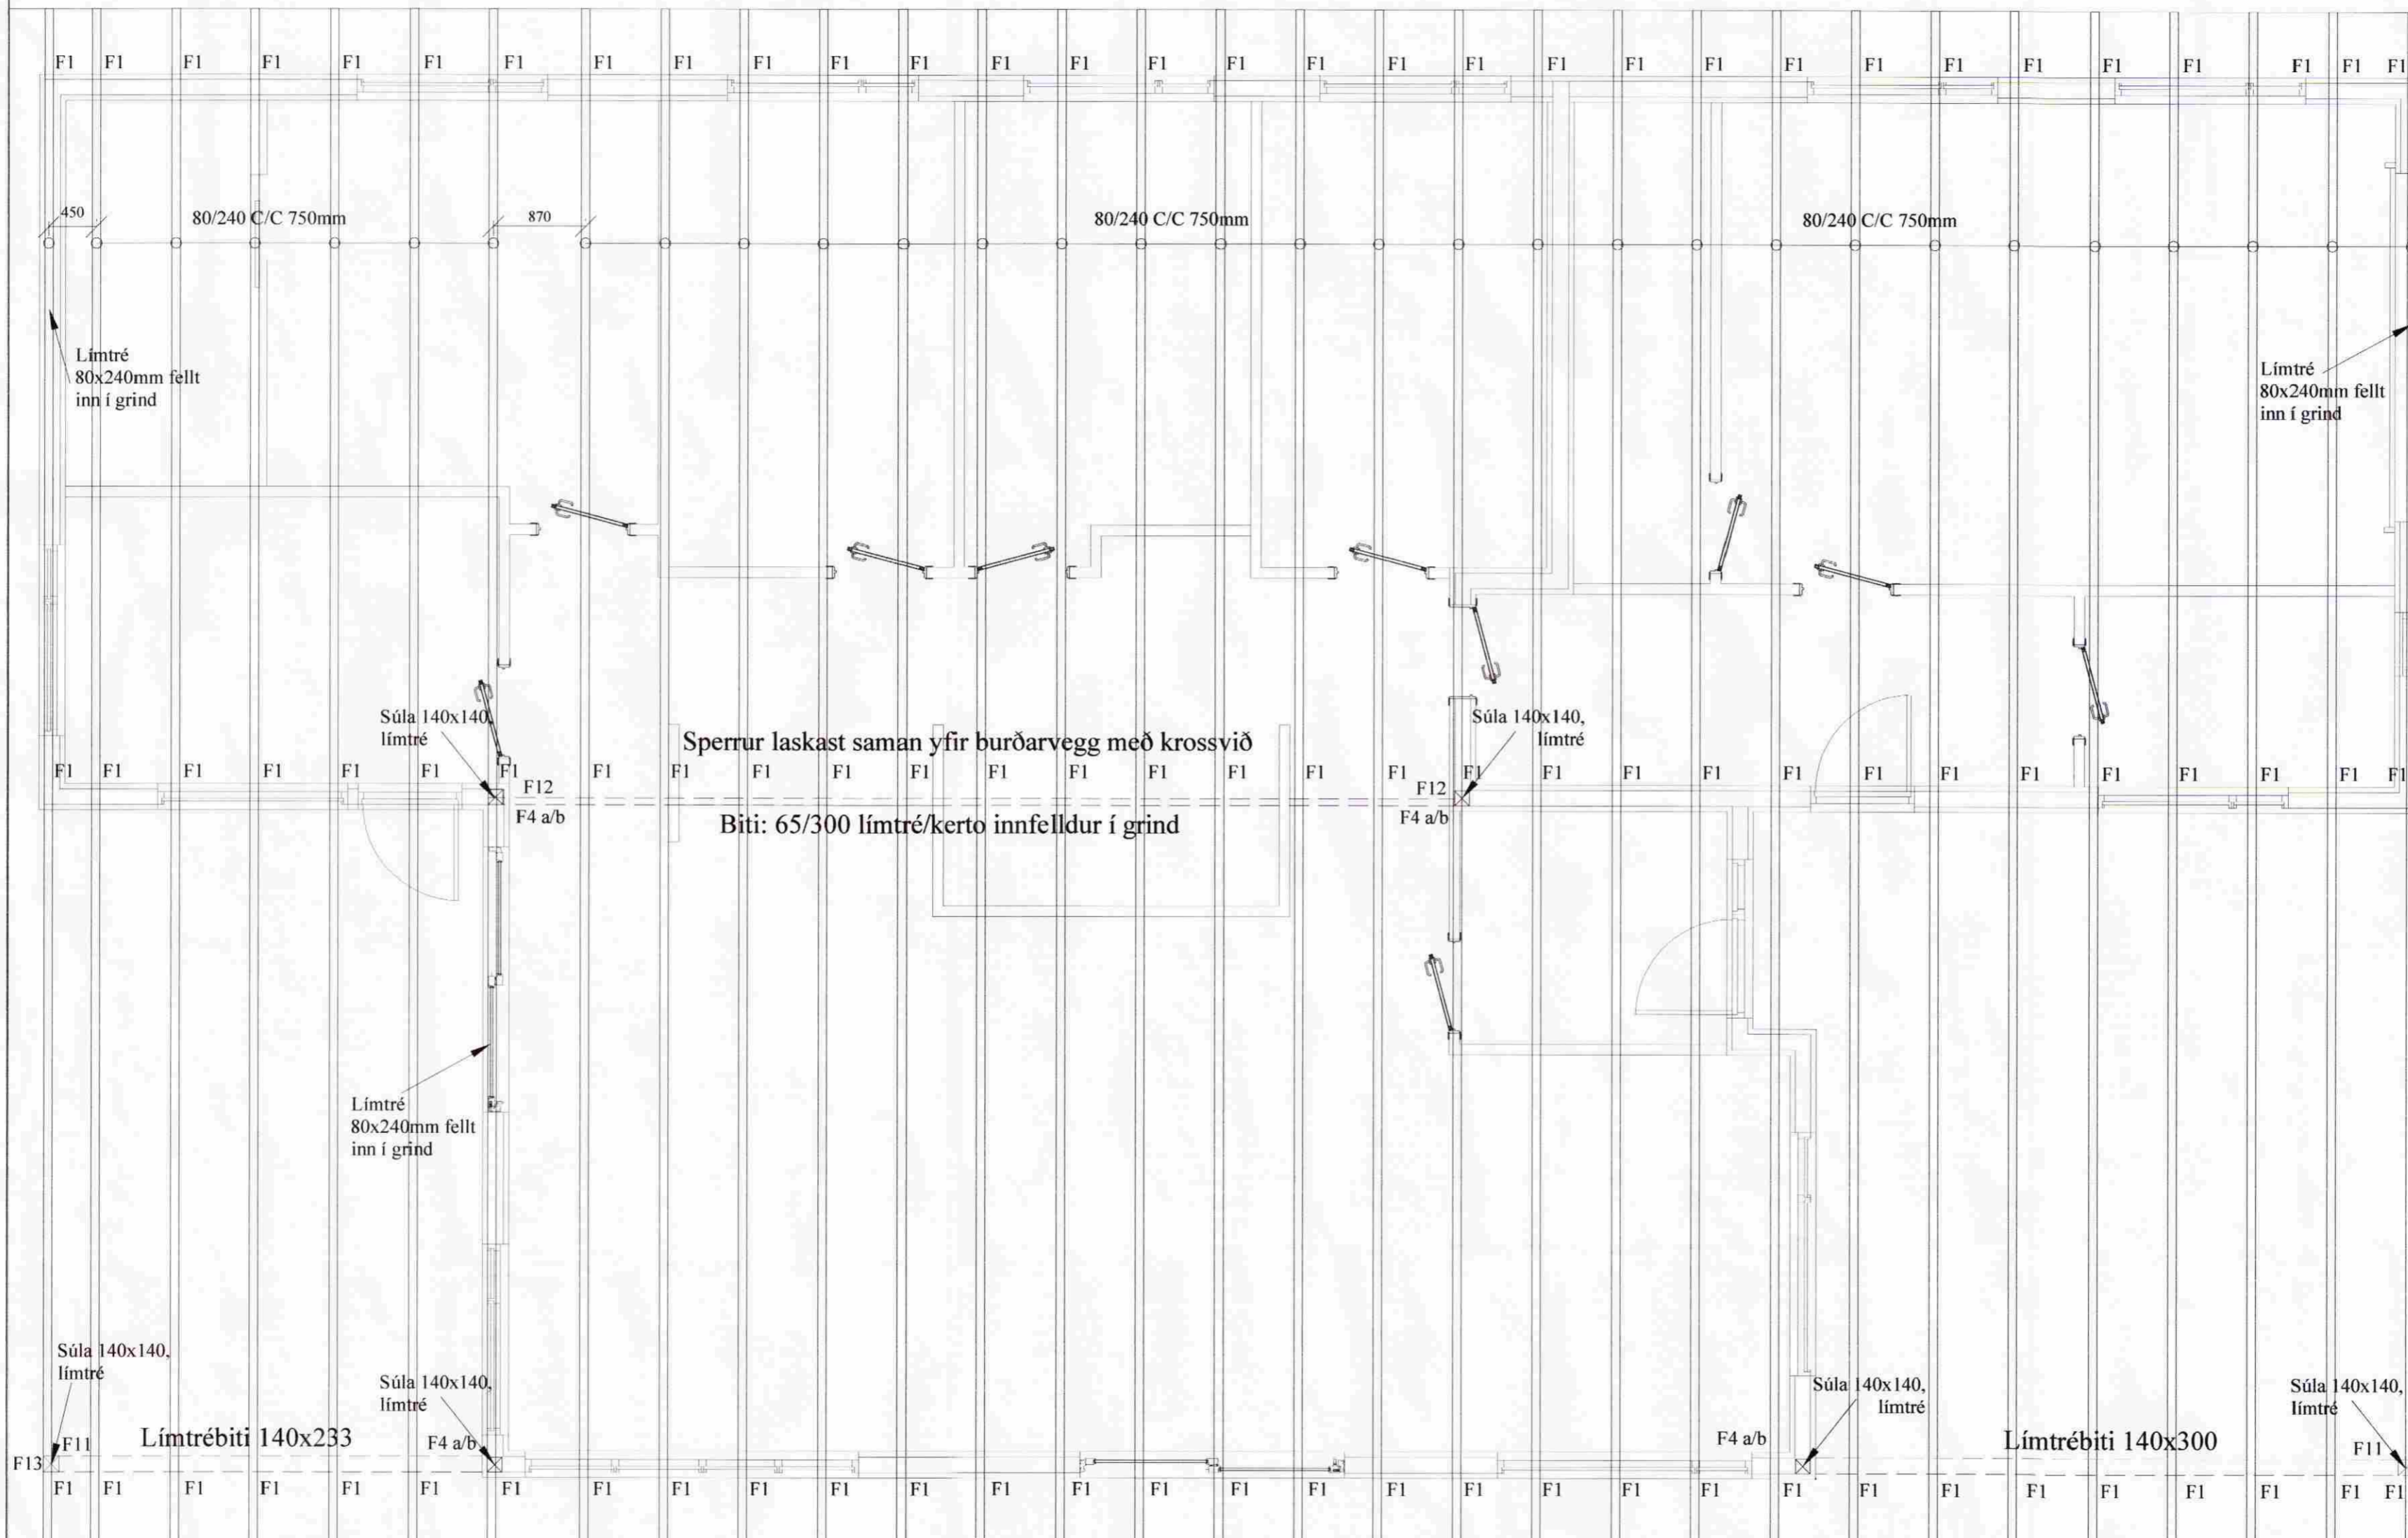 F1 F1 F1 F1 F1 F1 F1 F1 F1 F1 F1 F1 F1 F1 F1 F1 F1 F1 F1 F1 F1 F1 F1 F1 F1 F1 F1 F1 F1 F1 F1
450
80/240 C/C 750mm
870
80/240 C/C 750mm
80/240 C/C 750mm
Límtré
80x240mm fellt
inn í grind
Límtré
80x240mm fellt
inn í grind
Súla 140x140,
límtré
Sperrur laskast saman yfir burðarvegg með krossvið
Súla 140x140,
límtré
F1 F1 F1 F1 F1 F1 F1 F1 F1 F1 F1 F1 F1 F1 F1 F1 F1 F1 F1 F1 F1 F1 F1 F1 F1 F1 F1 F1 F1 F1 F1
F12
F4 a/b
Biti: 65/300 límtré/kerto innfelldur í grind
F12
F4 a/b
Límtré
80x240mm fellt
inn í grind
Súla 140x140,
límtré
Súla 140x140,
límtré
Súla 140x140,
límtré
Súla 140x140,
límtré
F13
F11
Límtrébiti 140x233
F4 a/b
F4 a/b
Límtrébiti 140x300
F11
F1 F1 F1 F1 F1 F1 F1 F1 F1 F1 F1 F1 F1 F1 F1 F1 F1 F1 F1 F1 F1 F1 F1 F1 F1 F1 F1 F1 F1 F1 F1